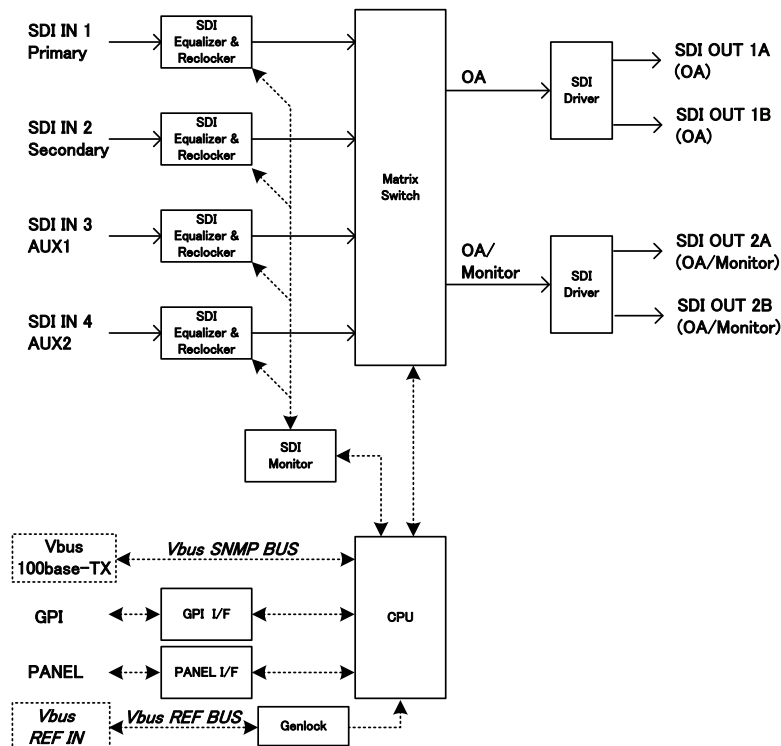 SDI IN 1
Primary
SDI
Equalizer &
Reclocker
SDI IN 2
Secondary
SDI
Equalizer &
Reclocker
SDI IN 3
AUX1
SDI
Equalizer &
Reclocker
SDI IN 4
AUX2
SDI
Equalizer &
Reclocker
Matrix
Switch
OA
SDI
Driver
SDI OUT 1A
(OA)
SDI OUT 1B
(OA)
OA/
Monitor
SDI
Driver
SDI OUT 2A
(OA/Monitor)
SDI OUT 2B
(OA/Monitor)
SDI
Monitor
Vbus
100base-TX
Vbus SNMP BUS
GPI
GPI I/F
CPU
PANEL
PANEL I/F
Vbus
REF IN
Vbus REF BUS
Genlock